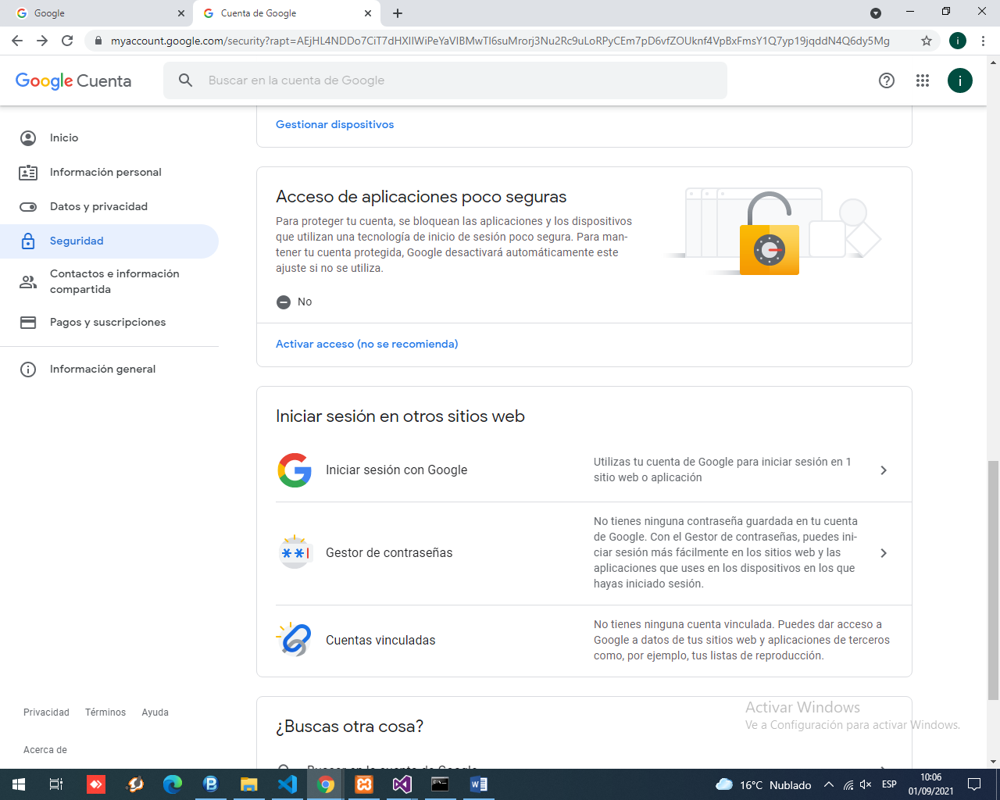 Google
Cuenta de Google
myaccount.google.com/security?rapt=AEjHL4NDDo7CiT7dHXIIWiPeYaVIBMwTI6suMrorj3Nu2Rc9uLoRPyCEm7pD6vfZOUknf4VpBxFmsY1Q7yp19jqddN4Q6dy5Mg
i
Google Cuenta
Buscar en la cuenta de Google
i
Inicio
Información personal
Datos y privacidad
Seguridad
Contactos e información
compartida
Pagos y suscripciones
Información general
Privacidad Términos Ayuda
Acerca de
Gestionar dispositivos
Acceso de aplicaciones poco seguras
Para proteger tu cuenta, se bloquean las aplicaciones y los dispositivos
que utilizan una tecnología de inicio de sesión poco segura. Para man-
tener tu cuenta protegida, Google desactivará automáticamente este
ajuste si no se utiliza.
No
Activar acceso (no se recomienda)
Iniciar sesión en otros sitios web
Iniciar sesión con Google
Utilizas tu cuenta de Google para iniciar sesión en 1
sitio web o aplicación
Gestor de contraseñas
No tienes ninguna contraseña guardada en tu cuenta
de Google. Con el Gestor de contraseñas, puedes ini-
ciar sesión más fácilmente en los sitios web y las
aplicaciones que uses en los dispositivos en los que
hayas iniciado sesión.
Cuentas vinculadas
No tienes ninguna cuenta vinculada. Puedes dar acceso a
Google a datos de tus sitios web y aplicaciones de terceros
como, por ejemplo, tus listas de reproducción.
¿Buscas otra cosa?
Buscar en la cuenta de Google
Activar Windows
Ve a Configuración para activar Windows.
16°C Nublado
ESP
10:06
01/09/2021